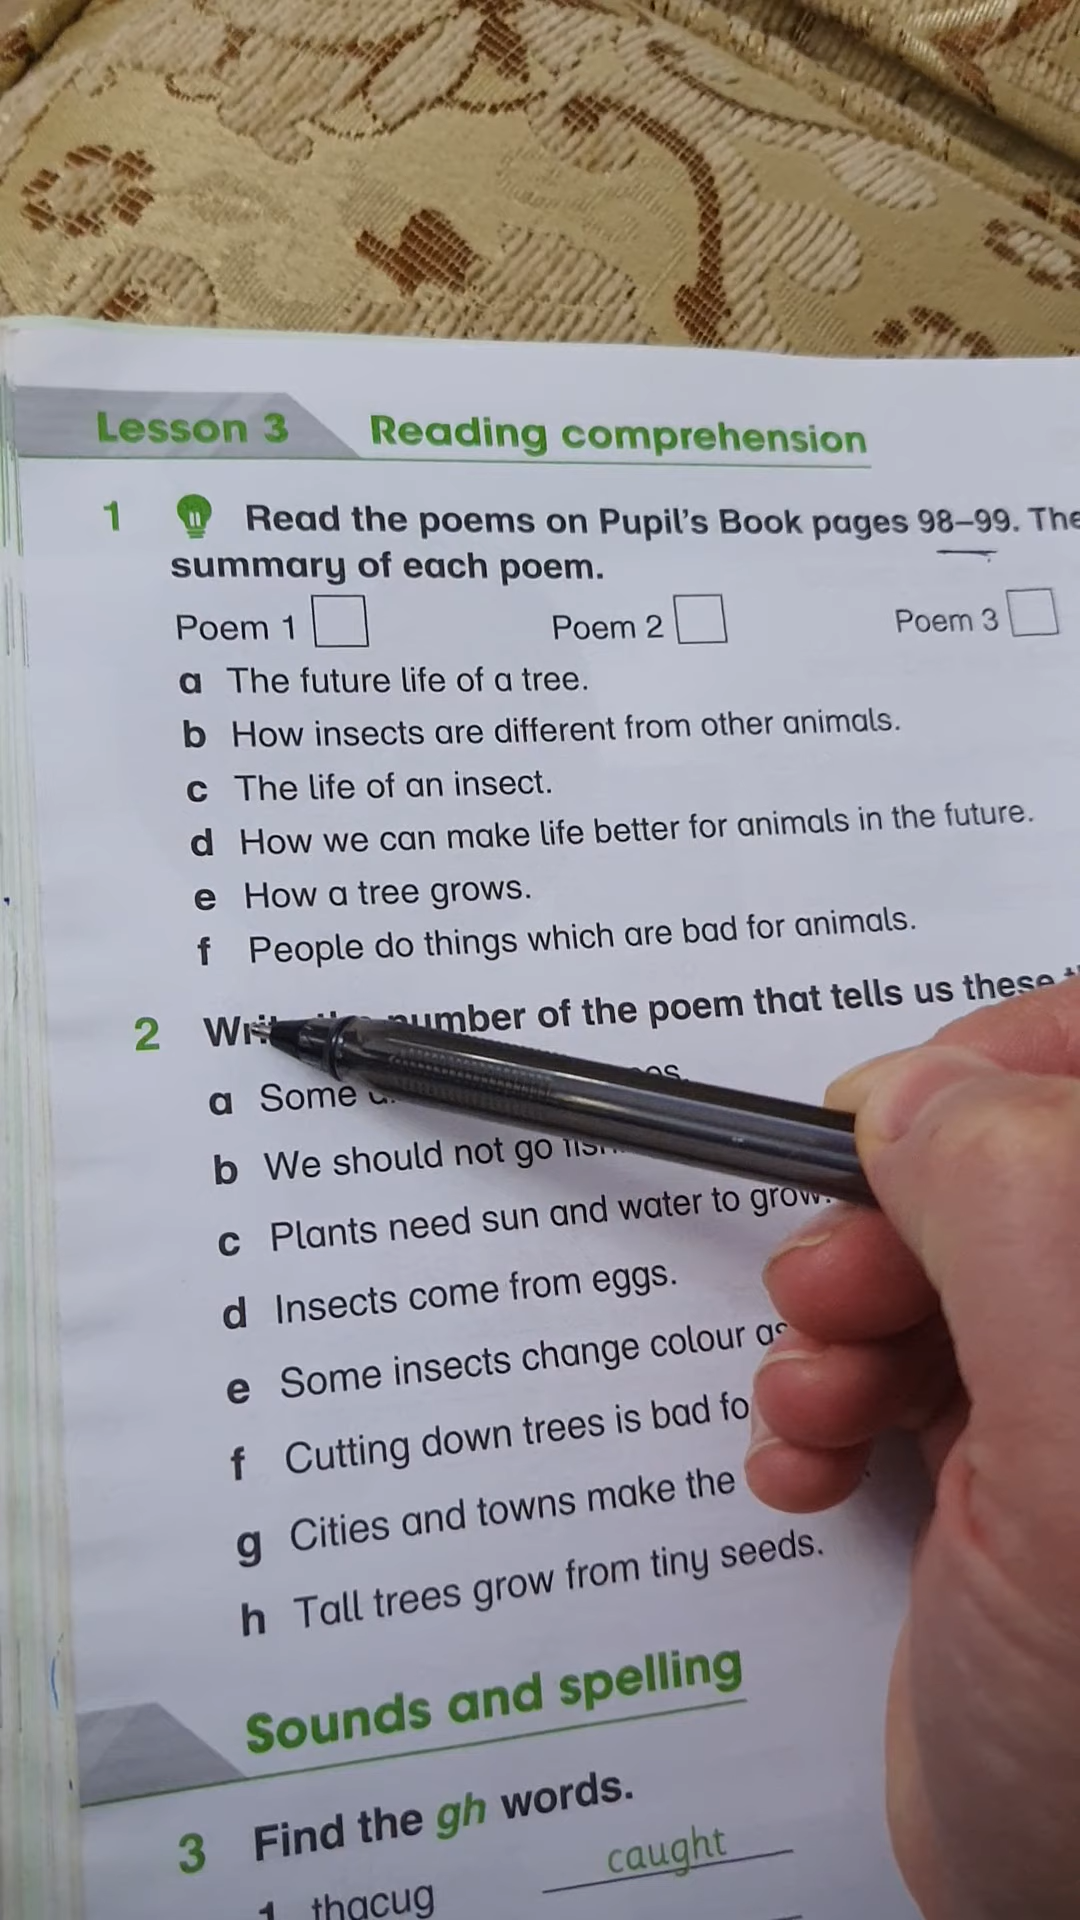 Lesson 3 Reading comprehension
1 Read the poems on Pupil's Book pages 98–99. The
summary of each poem.
Poem 1 Poem 2 Poem 3
a The future life of a tree.
b How insects are different from other animals.
c The life of an insect.
d How we can make life better for animals in the future.
e How a tree grows.
f People do things which are bad for animals.
2 number of the poem that tells us these
a Some
b We should not go
c Plants need sun and water to grow.
d Insects come from eggs.
e Some insects change colour
f Cutting down trees is bad
g Cities and towns make the
h Tall trees grow from tiny seeds.
Sounds and spelling
3 Find the gh words.
1 thacug caught